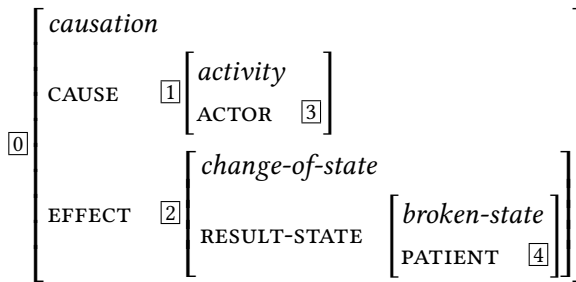 causation
CAUSE 1 activity
ACTOR 3
0
change-of-state
EFFECT 2
RESULT-STATE broken-state
PATIENT 4